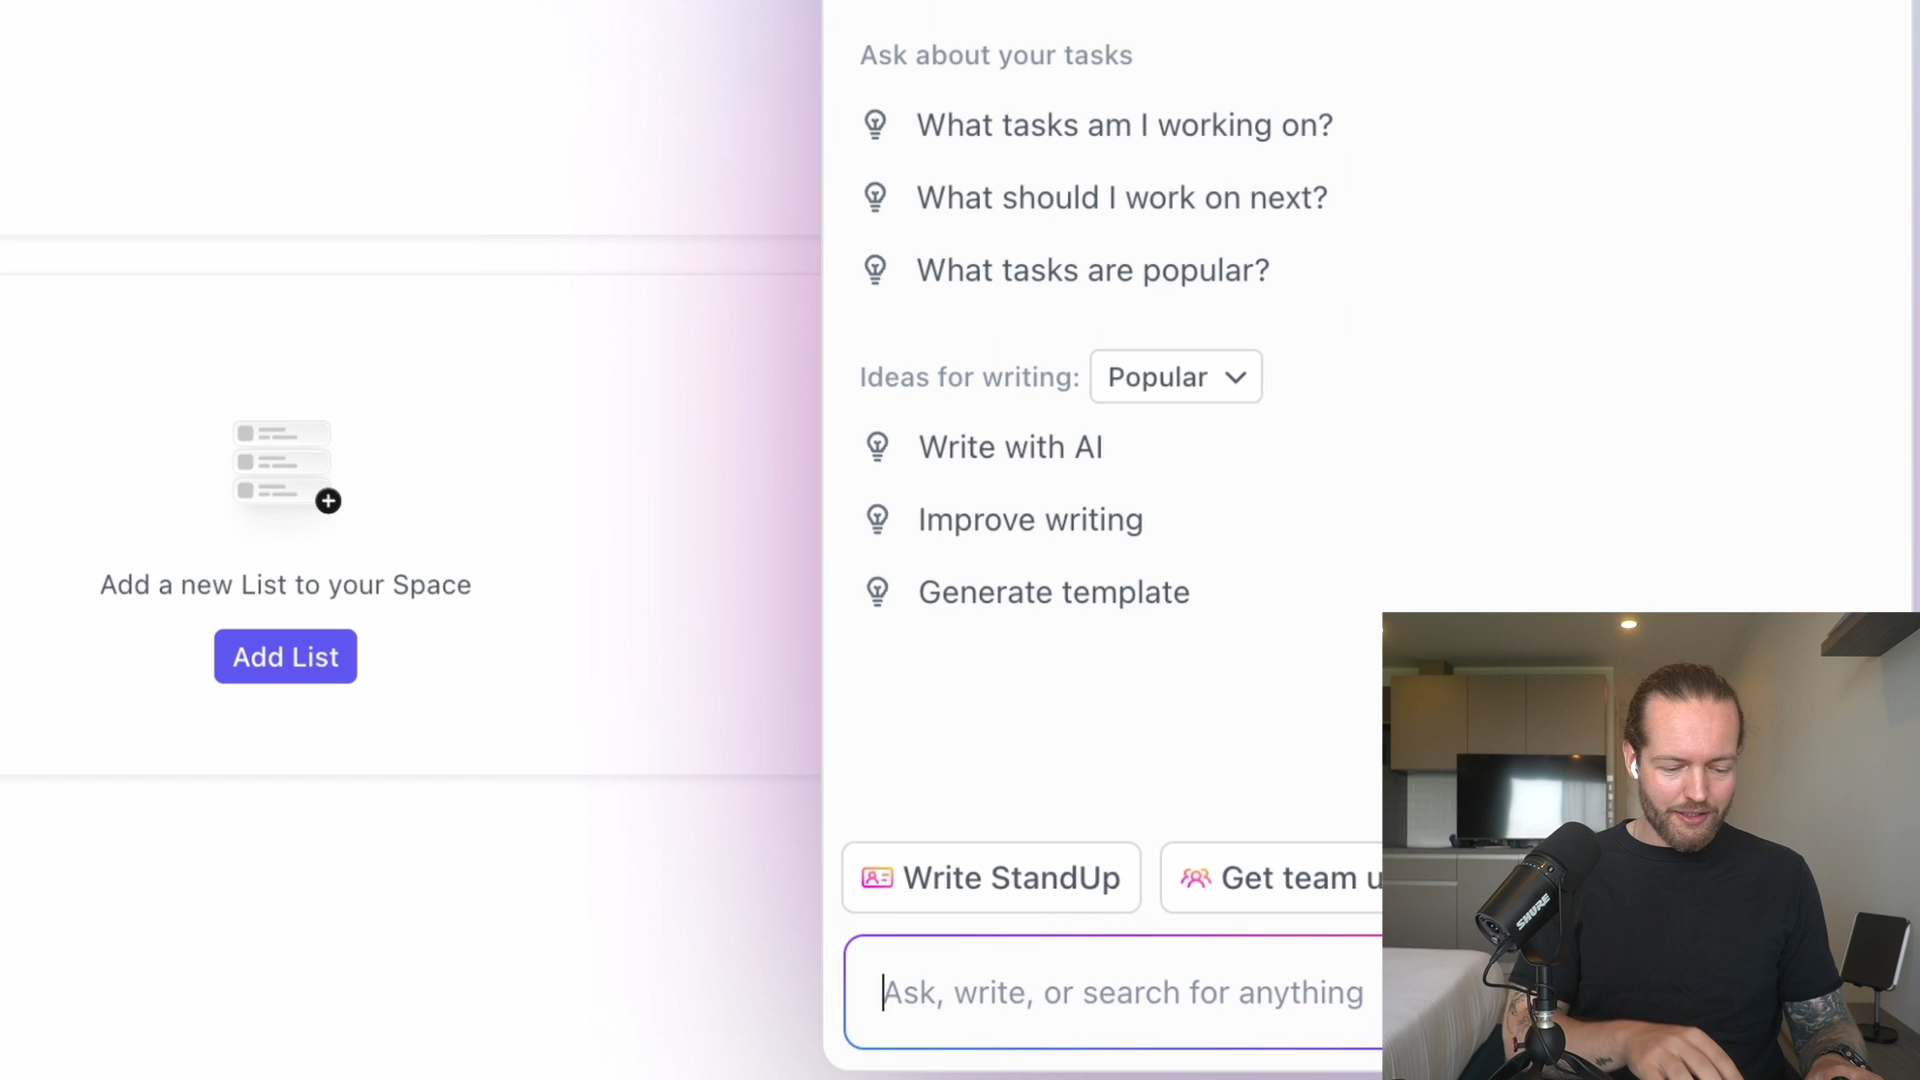 Ask about your tasks
What tasks am I working on?
What should I work on next?
What tasks are popular?
Ideas for writing: Popular
Write with AI
Improve writing
Generate template
Add a new List to your Space
Add List
Write StandUp
Get team u
Ask, write, or search for anything
SHURE